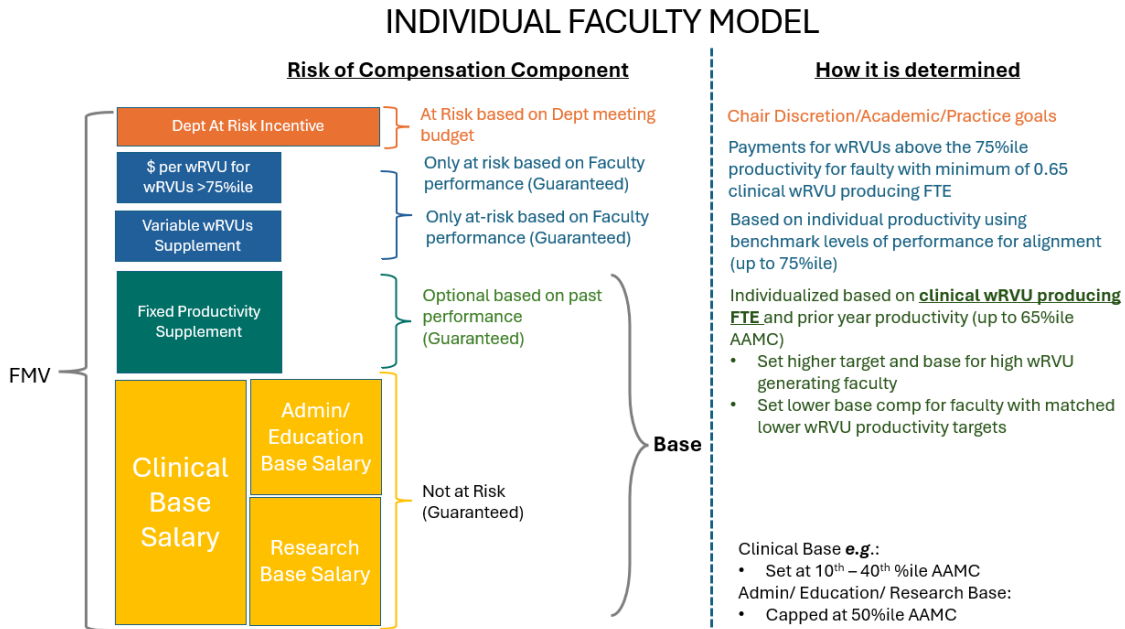 INDIVIDUAL FACULTY MODEL
Risk of Compensation Component
How it is determined
Dept At Risk Incentive
At Risk based on Dept meeting
budget
Chair Discretion/Academic/Practice goals
$ per wRVU for
wRVUs >75%ile
Only at risk based on Faculty
performance (Guaranteed)
Payments for wRVUs above the 75%ile
productivity for faulty with minimum of 0.65
clinical wRVU producing FTE
Variable wRVUs
Supplement
Only at-risk based on Faculty
performance (Guaranteed)
Based on individual productivity using
benchmark levels of performance for alignment
(up to 75%ile)
Fixed Productivity
Supplement
Optional based on past
performance
(Guaranteed)
Individualized based on clinical wRVU producing
FTE and prior year productivity (up to 65%ile
AAMC)
• Set higher target and base for high wRVU
generating faculty
• Set lower base comp for faculty with matched
lower wRVU productivity targets
FMV
Clinical
Base
Salary
Admin/
Education
Base Salary
Research
Base Salary
Not at Risk
(Guaranteed)
Base
Clinical Base e.g.:
• Set at 10th – 40th %ile AAMC
Admin/ Education/ Research Base:
• Capped at 50%ile AAMC